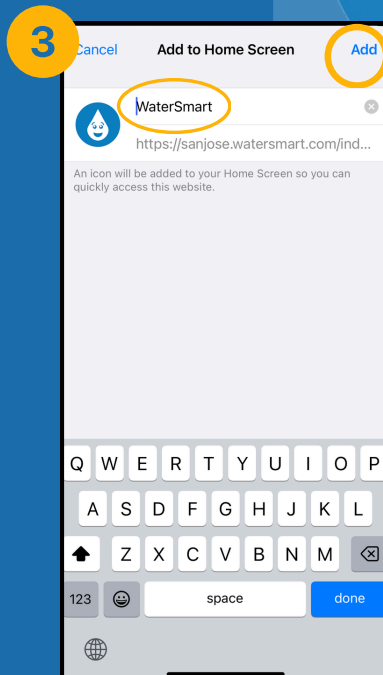 3
Cancel Add to Home Screen Add
WaterSmart
https://sanjose.watersmart.com/ind...
An icon will be added to your Home Screen so you can
quickly access this website.
Q W E R T Y U I O P
A S D F G H J K L
Z X C V B N M
123 space done